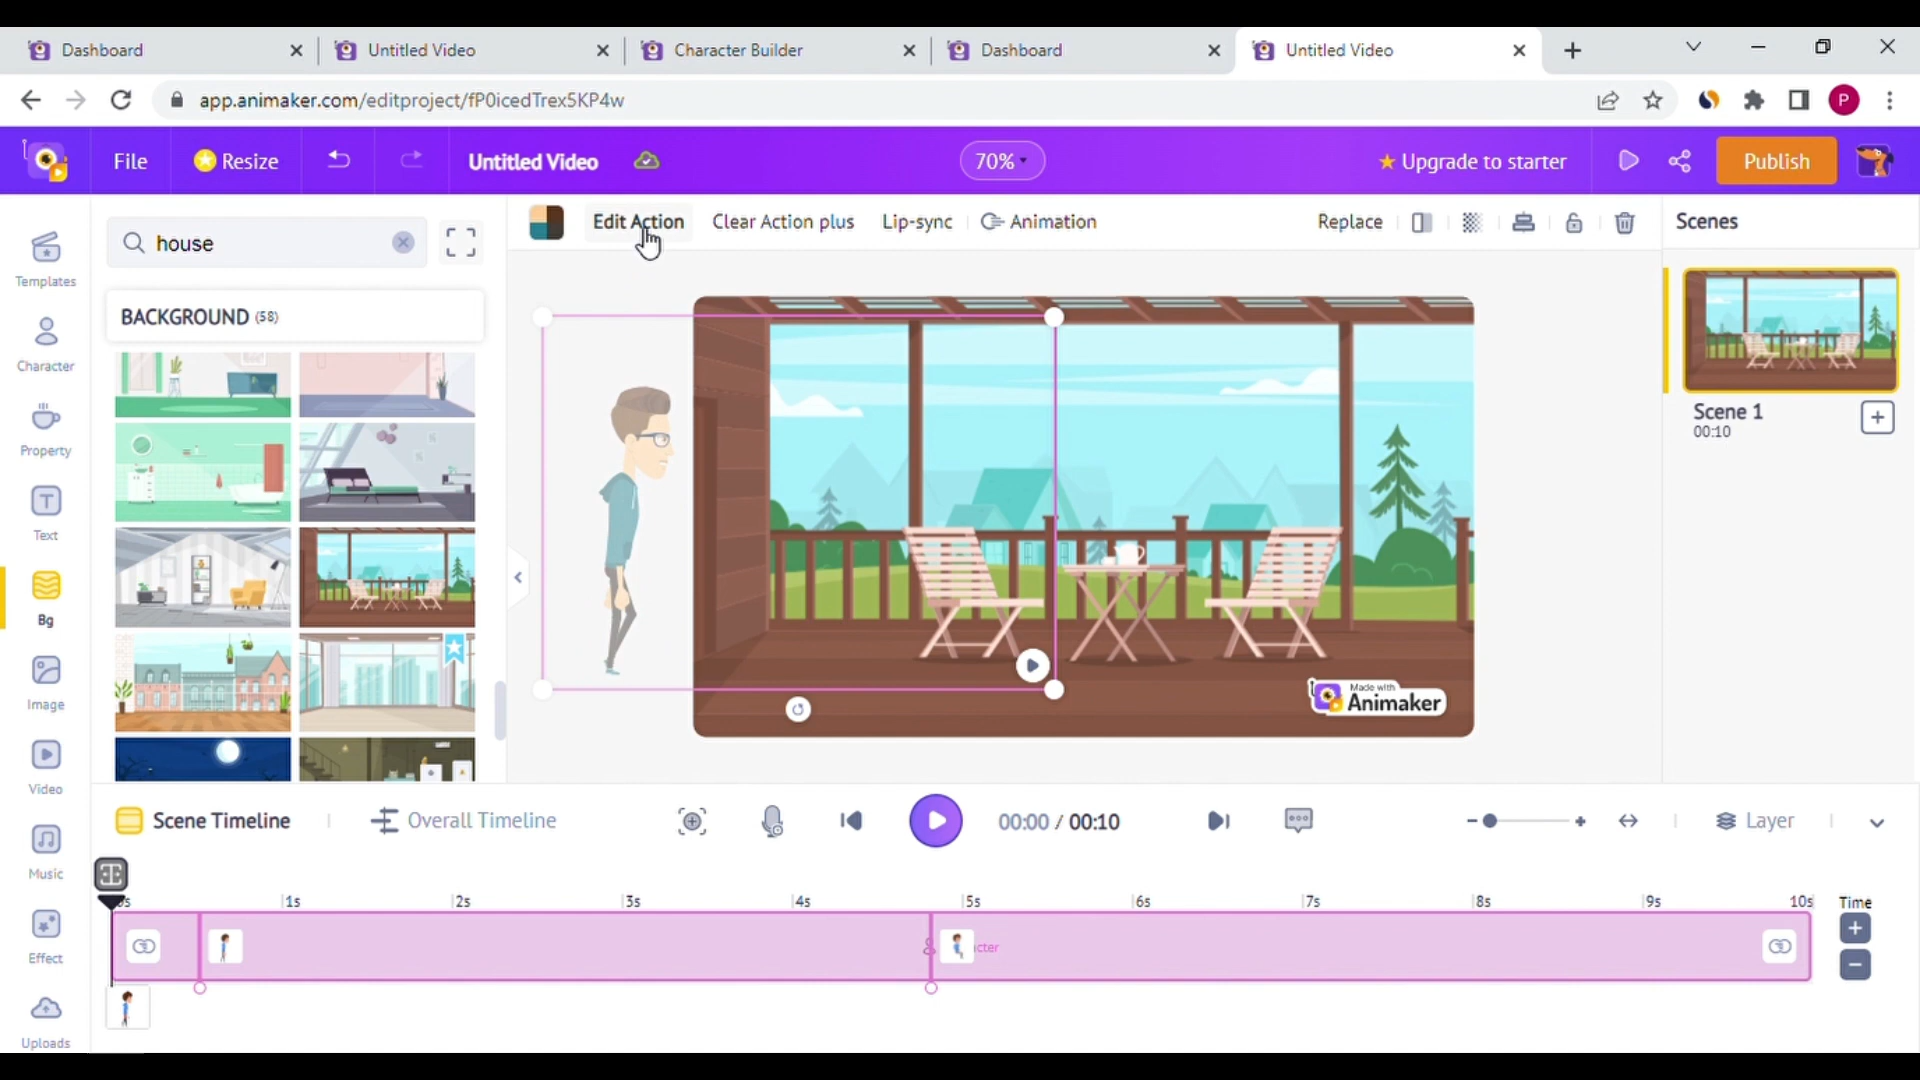 Dashboard
Untitled Video
Character Builder
Dashboard
Untitled Video
app.animaker.com/editproject/fP0icedTrex5KP4w
P
File
Resize
Untitled Video
70%
Upgrade to starter
Publish
house
Edit Action
Clear Action plus
Lip-sync
Animation
Replace
Scenes
Templates
Character
Property
Text
Bg
Image
Video
Music
Effect
Uploads
BACKGROUND (58)
Made with
Animaker
Scene 1
00:10
Scene Timeline
Overall Timeline
00:00 / 00:10
Layer
1s
2s
3s
4s
5s
6s
7s
8s
9s
10s
Time
cter